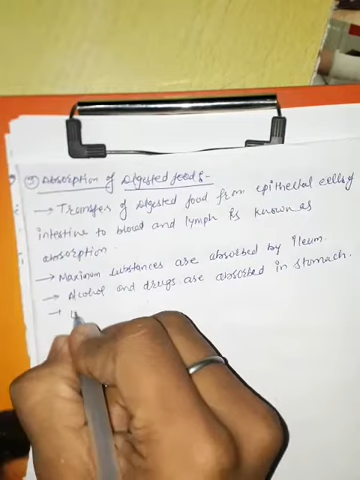 ③ Absorption of Digested food :-
→ Transfer of digested food from epithelial cells of
intestine to blood and lymph is known as
absorption.
→ Maximum substances are absorbed by ileum.
→ Alcohol and drugs are absorbed in stomach.
→